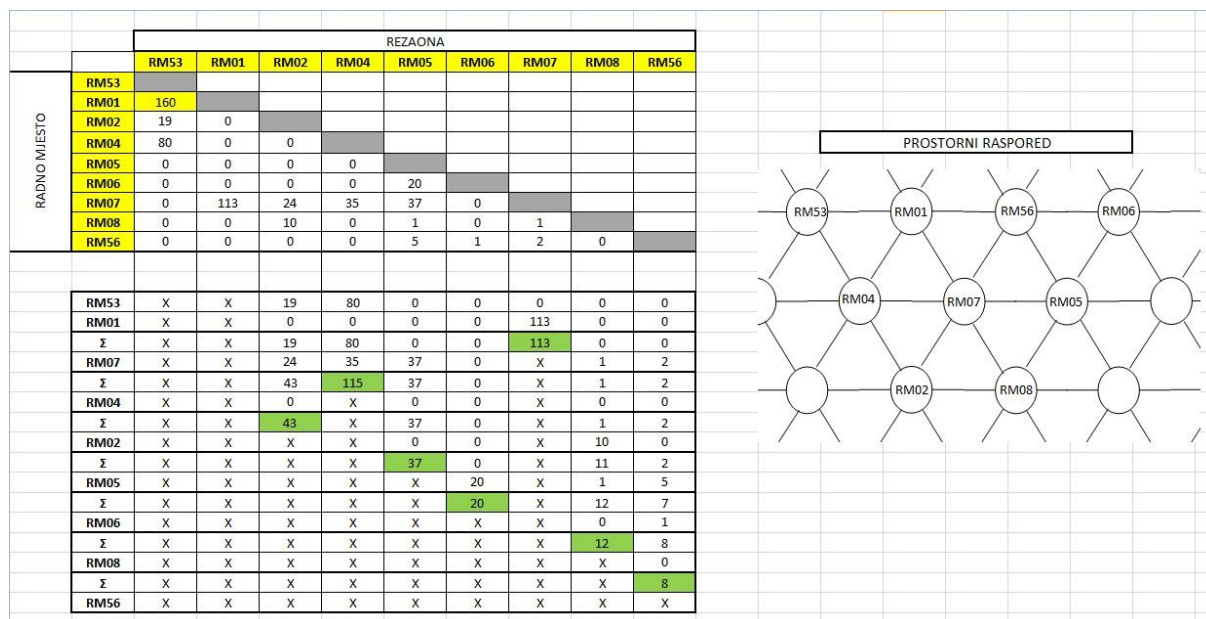 REZAONA
RM53 RM01 RM02 RM04 RM05 RM06 RM07 RM08 RM56
RADNO MJESTO
RM53
RM01 160
RM02 19 0
RM04 80 0 0
RM05 0 0 0 0
RM06 0 0 0 0 20
RM07 0 113 24 35 37 0
RM08 0 0 10 0 1 0 1
RM56 0 0 0 0 5 1 2 0
RM53 X X 19 80 0 0 0 0 0
RM01 X X 0 0 0 0 113 0 0
Σ X X 19 80 0 0 113 0 0
RM07 X X 24 35 37 0 X 1 2
Σ X X 43 115 37 0 X 1 2
RM04 X X 0 X 0 0 X 0 0
Σ X X 43 X 37 0 X 1 2
RM02 X X X X 0 0 X 10 0
Σ X X X X 37 0 X 11 2
RM05 X X X X X 20 X 1 5
Σ X X X X X 20 X 12 7
RM06 X X X X X X X 0 1
Σ X X X X X X X 12 8
RM08 X X X X X X X X 0
Σ X X X X X X X X 8
RM56 X X X X X X X X X
PROSTORNI RASPORED
RM53 RM01 RM56 RM06
RM04 RM07 RM05
RM02 RM08